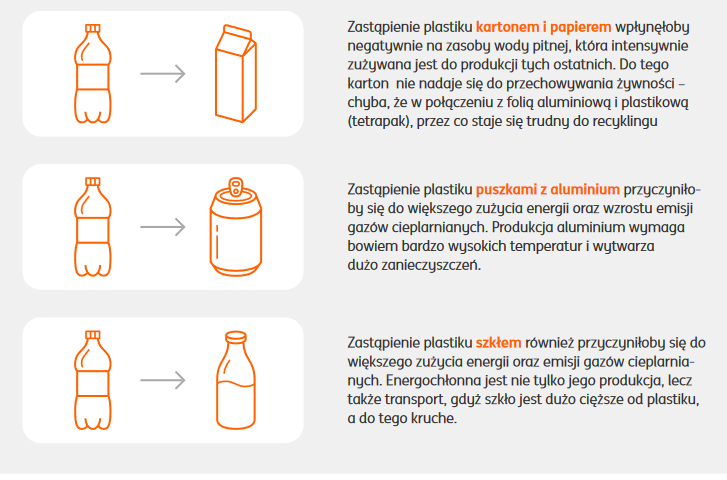 Zastąpienie plastiku kartonem i papierem wpłynęłoby
negatywnie na zasoby wody pitnej, która intensywnie
zużywana jest do produkcji tych ostatnich. Do tego
karton nie nadaje się do przechowywania żywności –
chyba, że w połączeniu z folią aluminiową i plastikową
(tetrapak), przez co staje się trudny do recyklingu
Zastąpienie plastiku puszkami z aluminium przyczyniło-
by się do większego zużycia energii oraz wzrostu emisji
gazów cieplarnianych. Produkcja aluminium wymaga
bowiem bardzo wysokich temperatur i wytwarza
dużo zanieczyszczeń.
Zastąpienie plastiku szkłem również przyczyniłoby się do
większego zużycia energii oraz emisji gazów cieplarnia-
nych. Energochłonna jest nie tylko jego produkcja, lecz
także transport, gdyż szkło jest dużo cięższe od plastiku,
a do tego kruche.